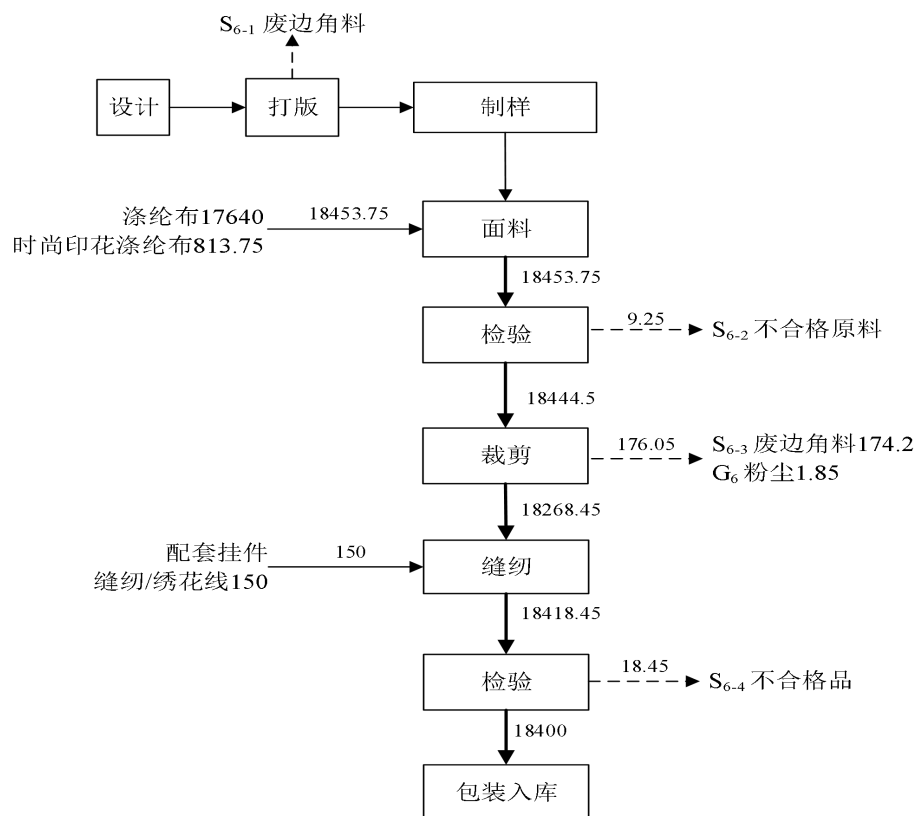 S6-1 废边角料
设计
打版
制样
涤纶布17640
时尚印花涤纶布813.75
18453.75
面料
18453.75
检验
9.25
S6-2 不合格原料
18444.5
裁剪
176.05
S6-3 废边角料174.2
G6 粉尘1.85
18268.45
配套挂件
缝纫/绣花线150
150
缝纫
18418.45
检验
18.45
S6-4 不合格品
18400
包装入库